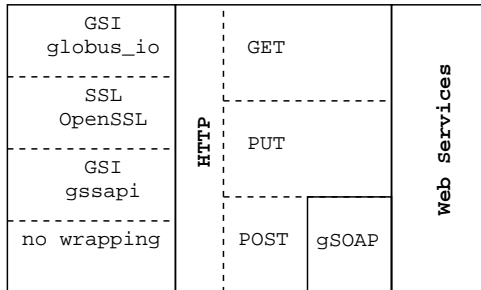 GSI
globus_io
SSL
OpenSSL
GSI
gssapi
no wrapping
HTTP
GET
PUT
POST
gSOAP
Web Services